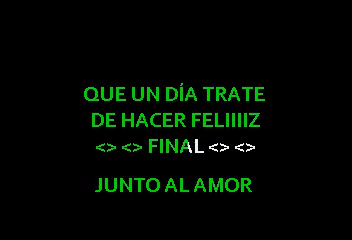 QUE UN DÍA TRATE
DE HACER FELIIIIZ
<> <> FINAL <> <>
JUNTO AL AMOR